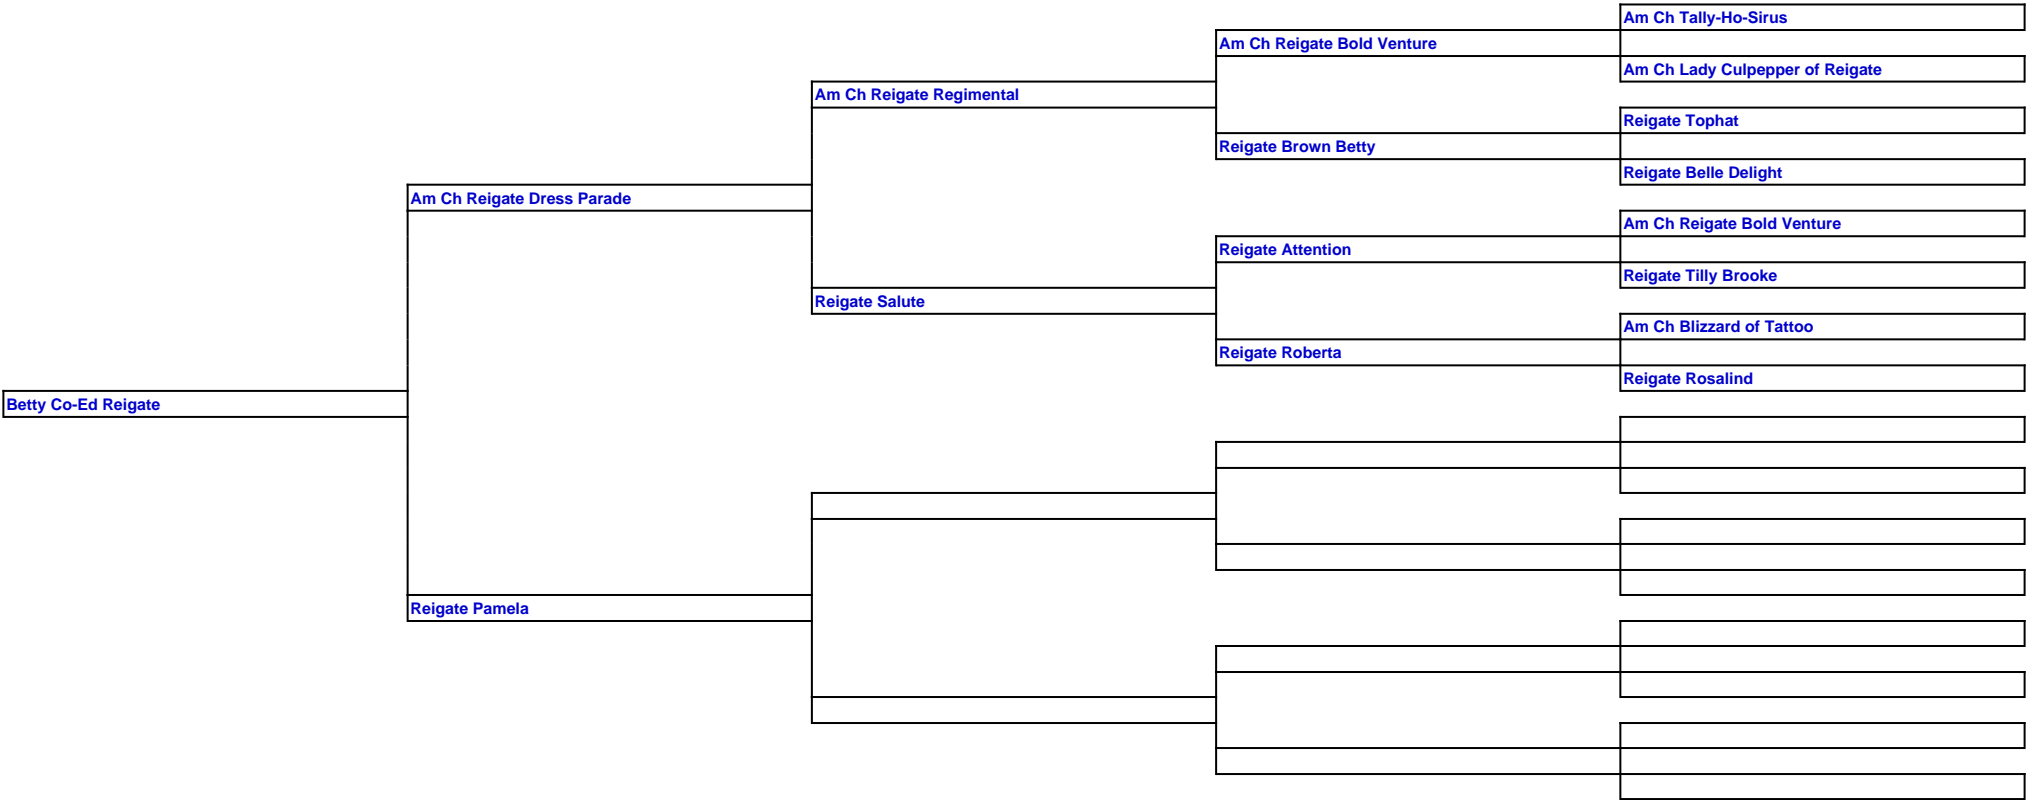 Am Ch Tally-Ho-Sirus
Am Ch Reigate Bold Venture
Am Ch Lady Culpepper of Reigate
Am Ch Reigate Regimental
Reigate Tophat
Reigate Brown Betty
Reigate Belle Delight
Am Ch Reigate Dress Parade
Am Ch Reigate Bold Venture
Reigate Attention
Reigate Tilly Brooke
Reigate Salute
Am Ch Blizzard of Tattoo
Reigate Roberta
Reigate Rosalind
Betty Co-Ed Reigate
Reigate Pamela